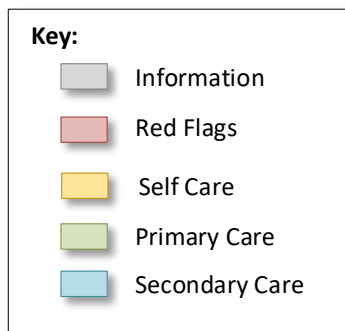 Key:
Information
Red Flags
Self Care
Primary Care
Secondary Care